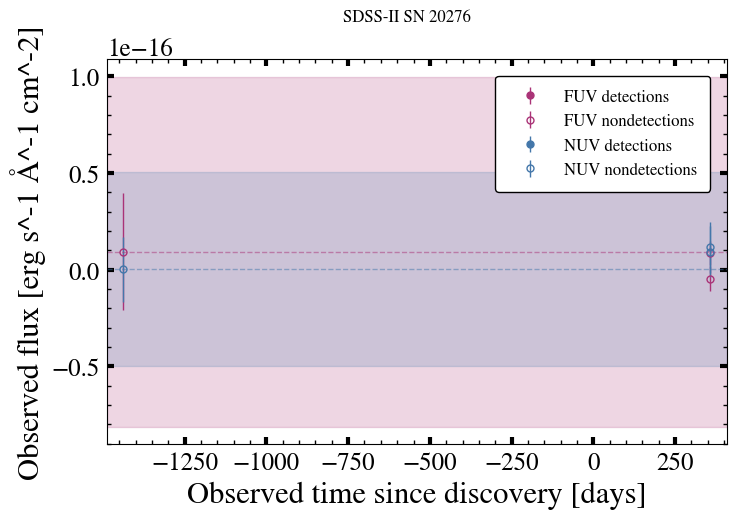 SDSS-II SN 20276
1e−16
1.0
0.5
0.0
−0.5
FUV detections
FUV nondetections
NUV detections
NUV nondetections
−1250 −1000 −750 −500 −250 0 250
Observed time since discovery [days]
Observed flux [erg s^-1 Å^-1 cm^-2]